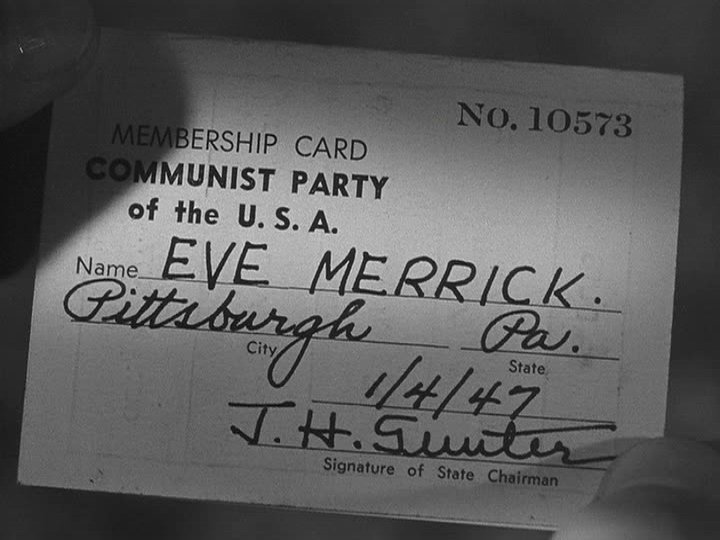 No. 10573
MEMBERSHIP CARD
COMMUNIST PARTY
of the U. S. A.
Name EVE MERRICK.
Pittsburgh Pa.
City State
1/4/47
J. H. Gunter
Signature of State Chairman